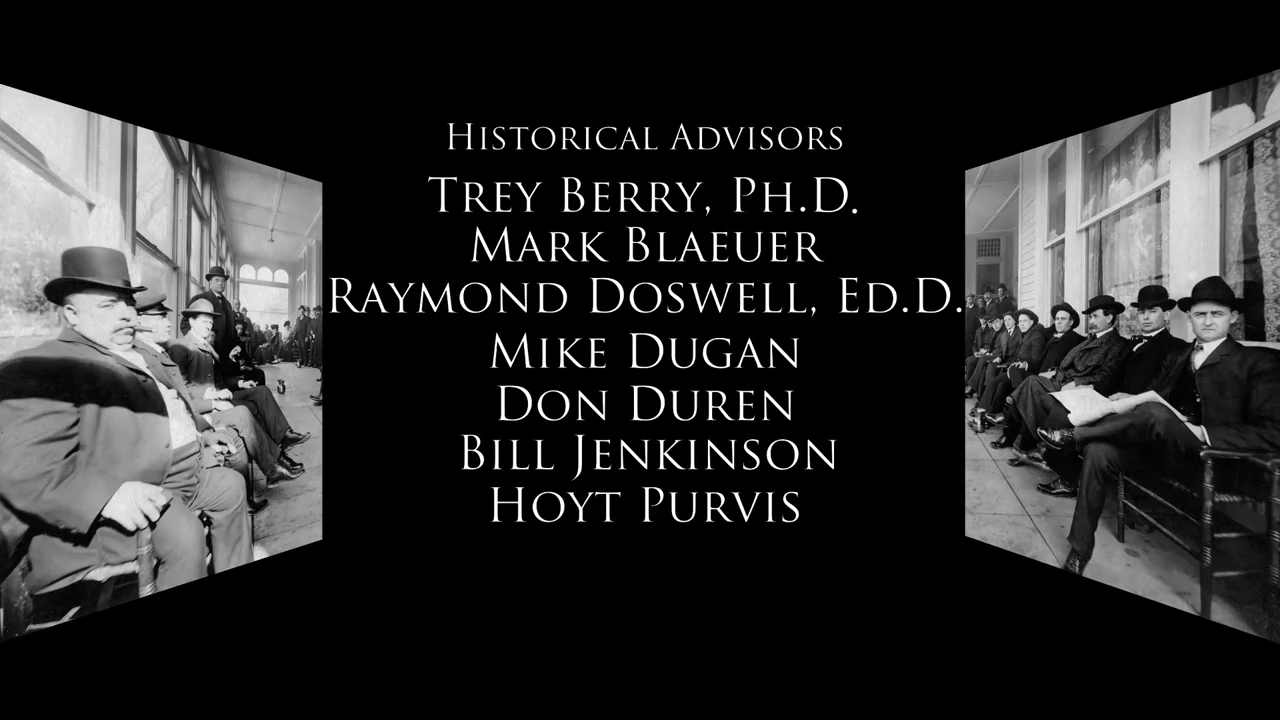 Historical Advisors
Trey Berry, Ph.D.
Mark Blaeuer
Raymond Doswell, Ed.D.
Mike Dugan
Don Duren
Bill Jenkinson
Hoyt Purvis